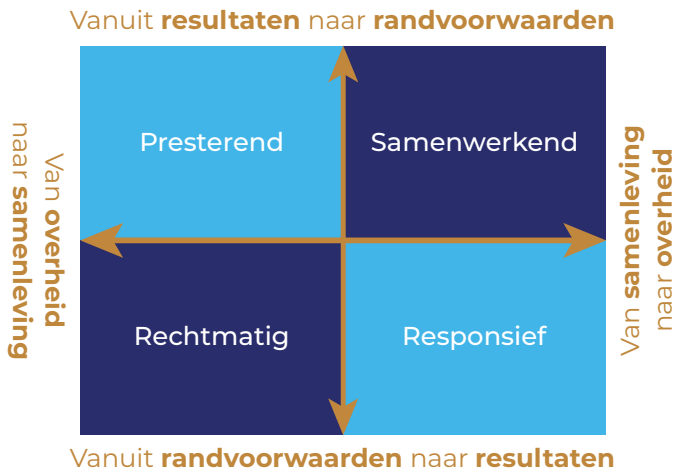 Vanuit resultaten naar randvoorwaarden
Presterend
Samenwerkend
Van overheid
naar samenleving
Van samenleving
naar overheid
Rechtmatig
Responsief
Vanuit randvoorwaarden naar resultaten